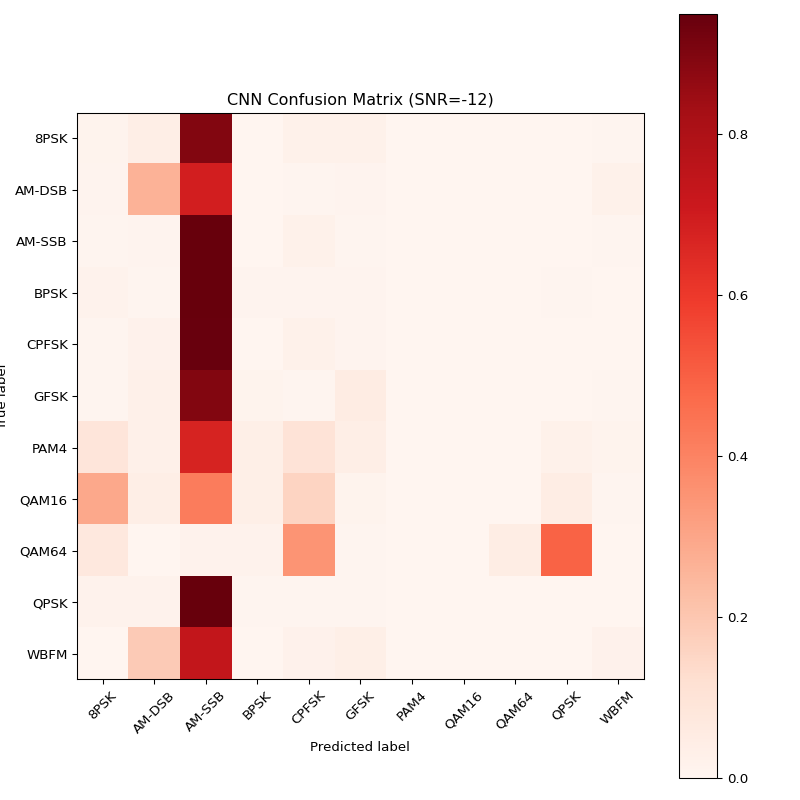 CNN Confusion Matrix (SNR=-12)
8PSK
AM-DSB
AM-SSB
BPSK
CPFSK
GFSK
PAM4
QAM16
QAM64
QPSK
WBFM
label
8PSK
AM-DSB
AM-SSB
BPSK
CPFSK
GFSK
PAM4
QAM16
QAM64
QPSK
WBFM
Predicted label
0.8
0.6
0.4
0.2
0.0